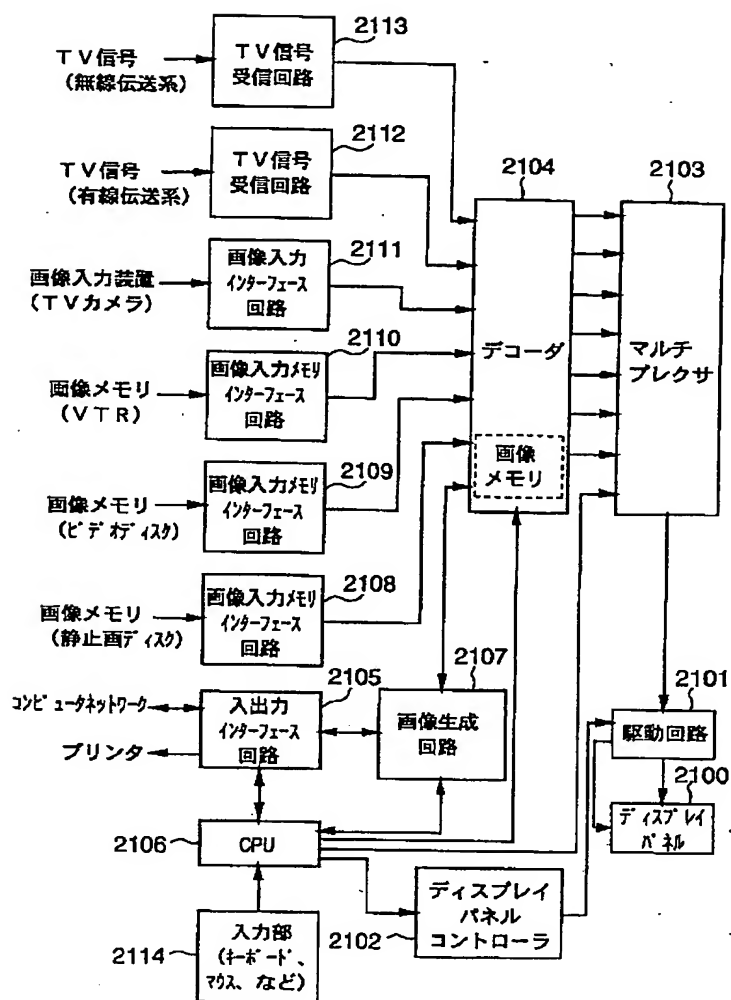 TV信号
(無線伝送系)
TV信号
受信回路
2113
TV信号
(有線伝送系)
TV信号
受信回路
2112
画像入力装置
(TVカメラ)
画像入力
インターフェース
回路
2111
画像メモリ
(VTR)
画像入力メモリ
インターフェース
回路
2110
画像メモリ
(ビデオディスク)
画像入力メモリ
インターフェース
回路
2109
画像メモリ
(静止画ディスク)
画像入力メモリ
インターフェース
回路
2108
2104
デコーダ
画像
メモリ
2103
マルチ
プレクサ
コンピュータネットワーク
プリンタ
入出力
インターフェース
回路
2105
画像生成
回路
2107
2101
駆動回路
2100
ディスプレイ
パネル
2106
CPU
2102
ディスプレイ
パネル
コントローラ
2114
入力部
(キーボード、
マウス、など)